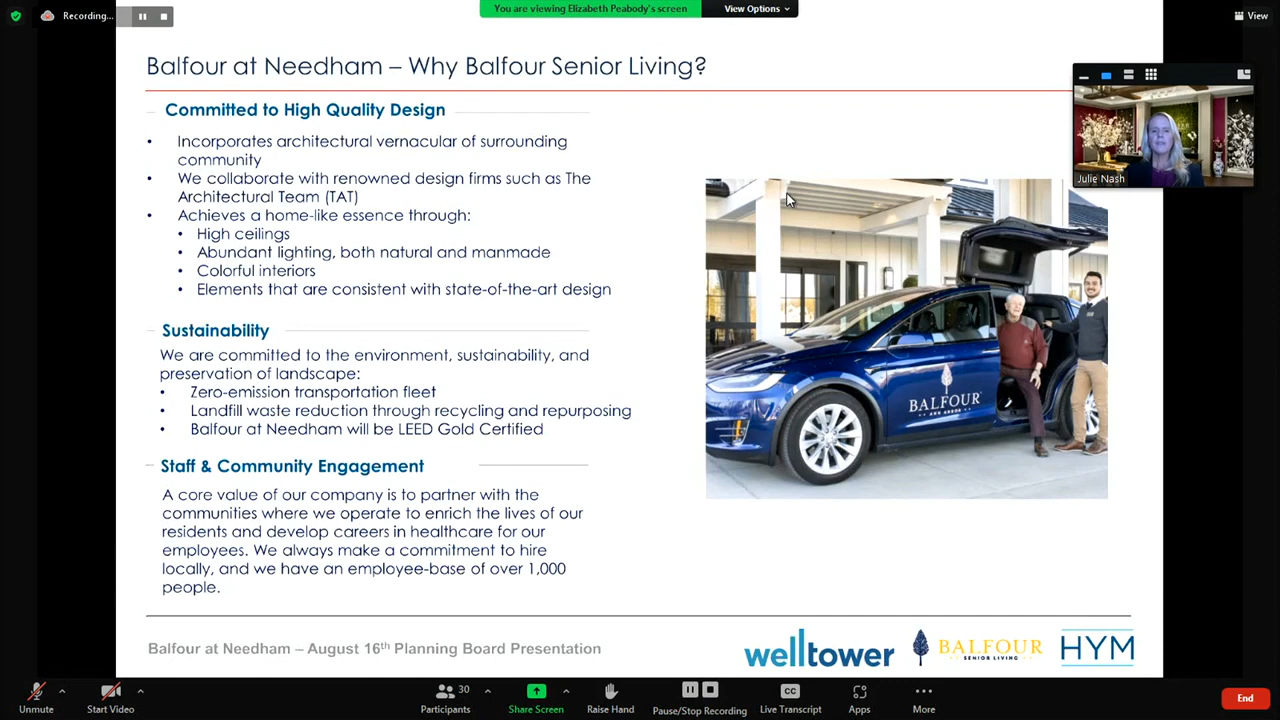 Recording...
You are viewing Elizabeth Peabody's screen
View Options
View
Balfour at Needham – Why Balfour Senior Living?
Julie Nash
Committed to High Quality Design
• Incorporates architectural vernacular of surrounding
community
• We collaborate with renowned design firms such as The
Architectural Team (TAT)
• Achieves a home-like essence through:
• High ceilings
• Abundant lighting, both natural and manmade
• Colorful interiors
• Elements that are consistent with state-of-the-art design
Sustainability
We are committed to the environment, sustainability, and
preservation of landscape:
• Zero-emission transportation fleet
• Landfill waste reduction through recycling and repurposing
• Balfour at Needham will be LEED Gold Certified
Staff & Community Engagement
A core value of our company is to partner with the
communities where we operate to enrich the lives of our
residents and develop careers in healthcare for our
employees. We always make a commitment to hire
locally, and we have an employee-base of over 1,000
people.
BALFOUR
ANN ARBOR
Balfour at Needham – August 16th Planning Board Presentation
welltower
BALFOUR
SENIOR LIVING
HYM
Unmute
Start Video
Participants
30
Share Screen
Raise Hand
Pause/Stop Recording
CC
Live Transcript
Apps
More
End